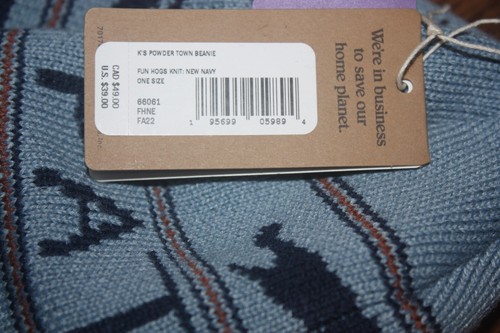 K'S POWDER TOWN BEANIE
FUN HOGS KNIT: NEW NAVY
ONE SIZE
66061
FHNE
FA22
1 95699 05989 4
CAD $49.00
U.S. $39.00
We're in business
to save our
home planet.
A